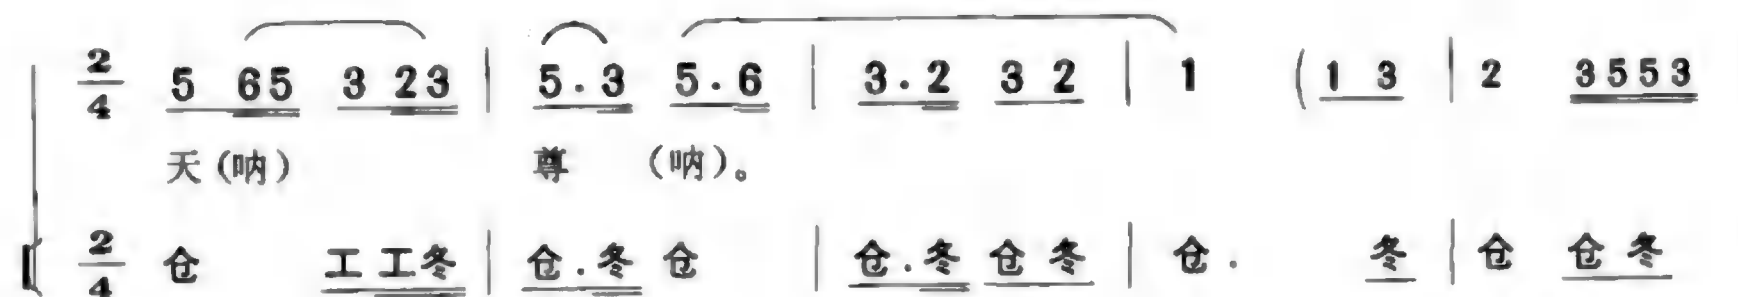 2/4 5 65 3 23 | 5.3 5.6 | 3.2 3 2 | 1 (1 3 | 2 3553
天(呐) 尊 (呐)。
2/4 仓 工工冬 | 仓.冬 仓 | 仓.冬 仓 冬 | 仓. 冬 | 仓 仓 冬